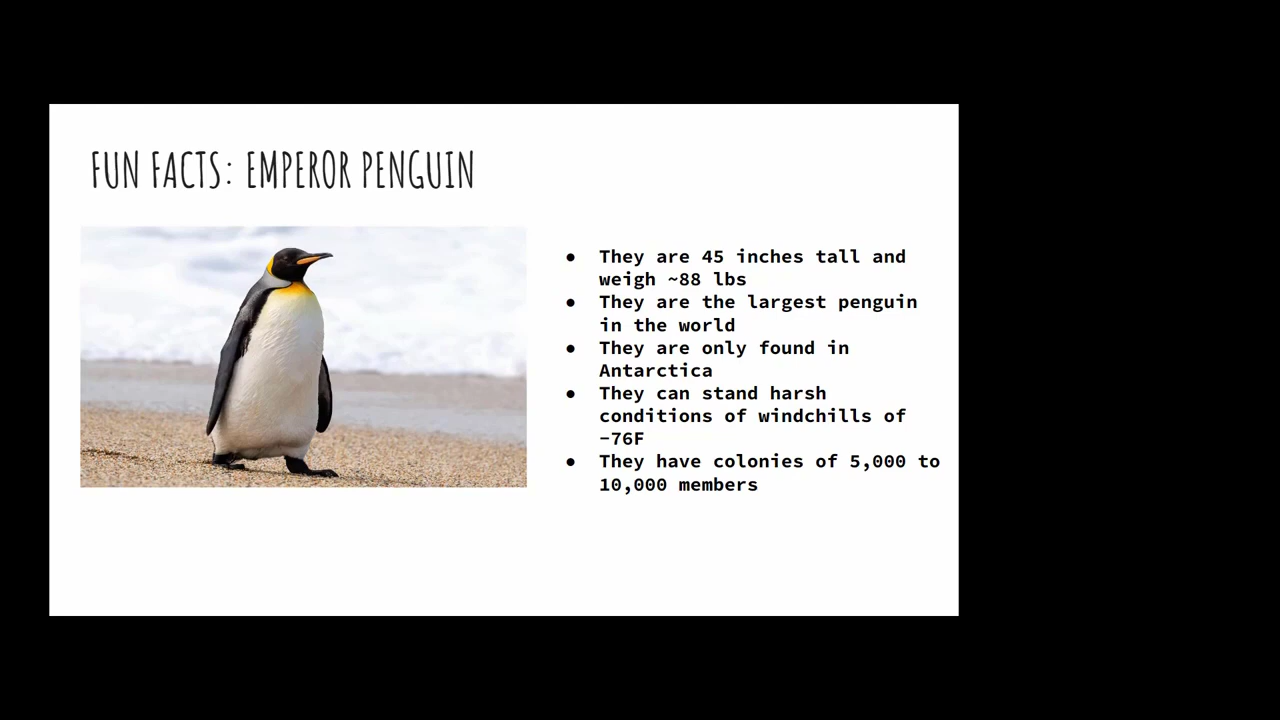 FUN FACTS: EMPEROR PENGUIN
● They are 45 inches tall and
weigh ~88 lbs
● They are the largest penguin
in the world
● They are only found in
Antarctica
● They can stand harsh
conditions of windchills of
-76F
● They have colonies of 5,000 to
10,000 members